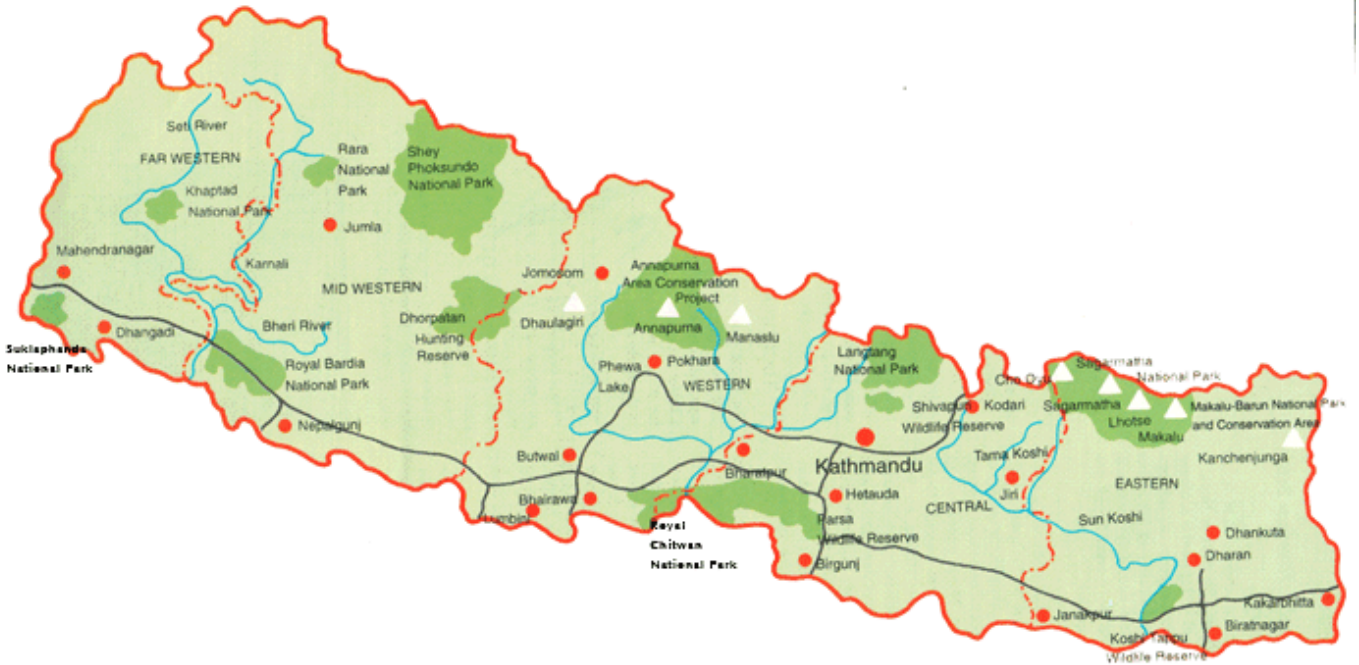 Seti River
FAR WESTERN
Khaptad
National Park
Rara
National
Park
Shey
Phoksundo
National Park
Jumla
Mahendranagar
Karnali
MID WESTERN
Dhangadi
Suklaphanda
National Park
Bheri River
Royal Bardia
National Park
Nepalgunj
Dhorpatan
Hunting
Reserve
Jomosom
Dhaulagiri
Annapurna
Area Conservation
Project
Annapurna
Manaslu
Phewa
Lake
Pokhara
WESTERN
Butwal
Bhairawa
Lumbini
Royal
Chitwan
National Park
Bharatpur
Langtang
National Park
Shivapuri
Wildlife Reserve
Kathmandu
Hetauda
Parsa
Wildlife Reserve
Birgunj
Kodari
Cho Oyu
Sagarmatha
National Park
Sagarmatha
Lhotse
Makalu
Makalu-Barun National Park
and Conservation Area
Kanchenjunga
Tama Koshi
Jiri
CENTRAL
EASTERN
Sun Koshi
Dhankuta
Dharan
Janakpur
Kakarbhitta
Biratnagar
Koshi Tappu
Wildlife Reserve